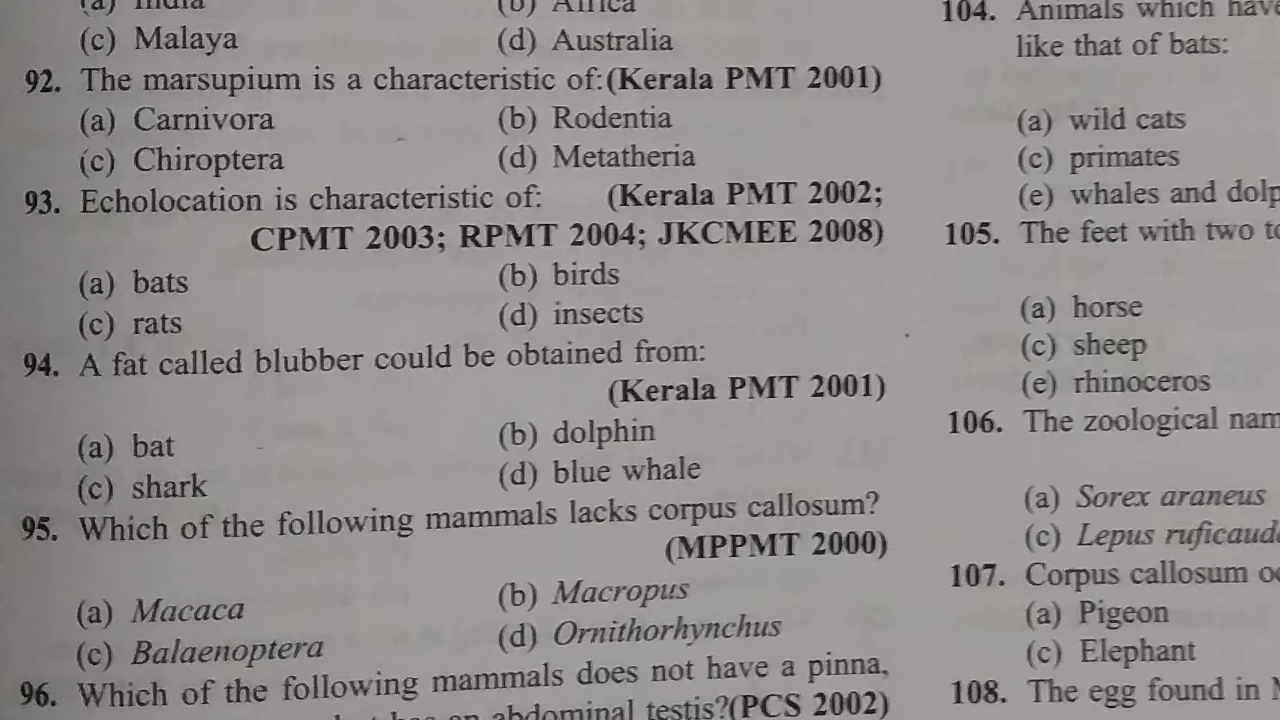 (a) India (b) Africa
(c) Malaya (d) Australia
92. The marsupium is a characteristic of:(Kerala PMT 2001)
(a) Carnivora (b) Rodentia
(c) Chiroptera (d) Metatheria
93. Echolocation is characteristic of: (Kerala PMT 2002;
CPMT 2003; RPMT 2004; JKCMEE 2008)
(a) bats (b) birds
(c) rats (d) insects
94. A fat called blubber could be obtained from:
(Kerala PMT 2001)
(a) bat (b) dolphin
(c) shark (d) blue whale
95. Which of the following mammals lacks corpus callosum?
(MPPMT 2000)
(a) Macaca (b) Macropus
(c) Balaenoptera (d) Ornithorhynchus
96. Which of the following mammals does not have a pinna,
an abdominal testis?(PCS 2002)
104. Animals which have
like that of bats:
(a) wild cats
(c) primates
(e) whales and dolp
105. The feet with two to
(a) horse
(c) sheep
(e) rhinoceros
106. The zoological nam
(a) Sorex araneus
(c) Lepus ruficaud
107. Corpus callosum
(a) Pigeon
(c) Elephant
108. The egg found in